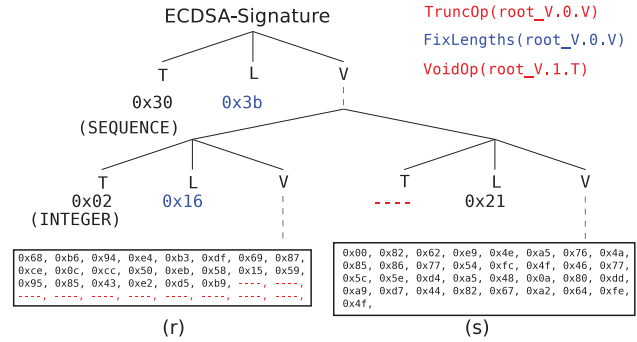 ECDSA-Signature
TruncOp(root_V.0.V)
FixLengths(root_V.0.V)
VoidOp(root_V.1.T)
T L V
0x30 0x3b
(SEQUENCE)
T L V T L V
0x02 0x16 ---- 0x21
(INTEGER)
0x68, 0xb6, 0x94, 0xe4, 0xb3, 0xdf, 0x69, 0x87,
0xce, 0x0c, 0xcc, 0x50, 0xeb, 0x58, 0x15, 0x59,
0x95, 0x85, 0x43, 0xe2, 0xd5, 0xb9, ----, ----,
----, ----, ----, ----, ----, ----, ----, ----,
(r)
0x00, 0x82, 0x62, 0xe9, 0x4e, 0xa5, 0x76, 0x4a,
0x85, 0x86, 0x77, 0x54, 0xfc, 0x4f, 0x46, 0x77,
0x5c, 0x5e, 0xd4, 0xa5, 0x48, 0x0a, 0x80, 0xdd,
0xa9, 0xd7, 0x44, 0x82, 0x67, 0xa2, 0x64, 0xfe,
0x4f,
(s)